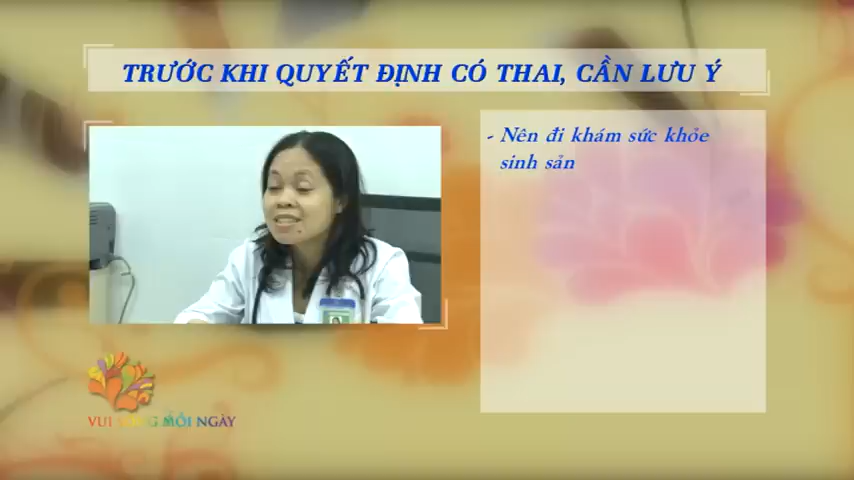 TRƯỚC KHI QUYẾT ĐỊNH CÓ THAI, CẦN LƯU Ý
- Nên đi khám sức khỏe
sinh sản
VUI SỐNG MỖI NGÀY